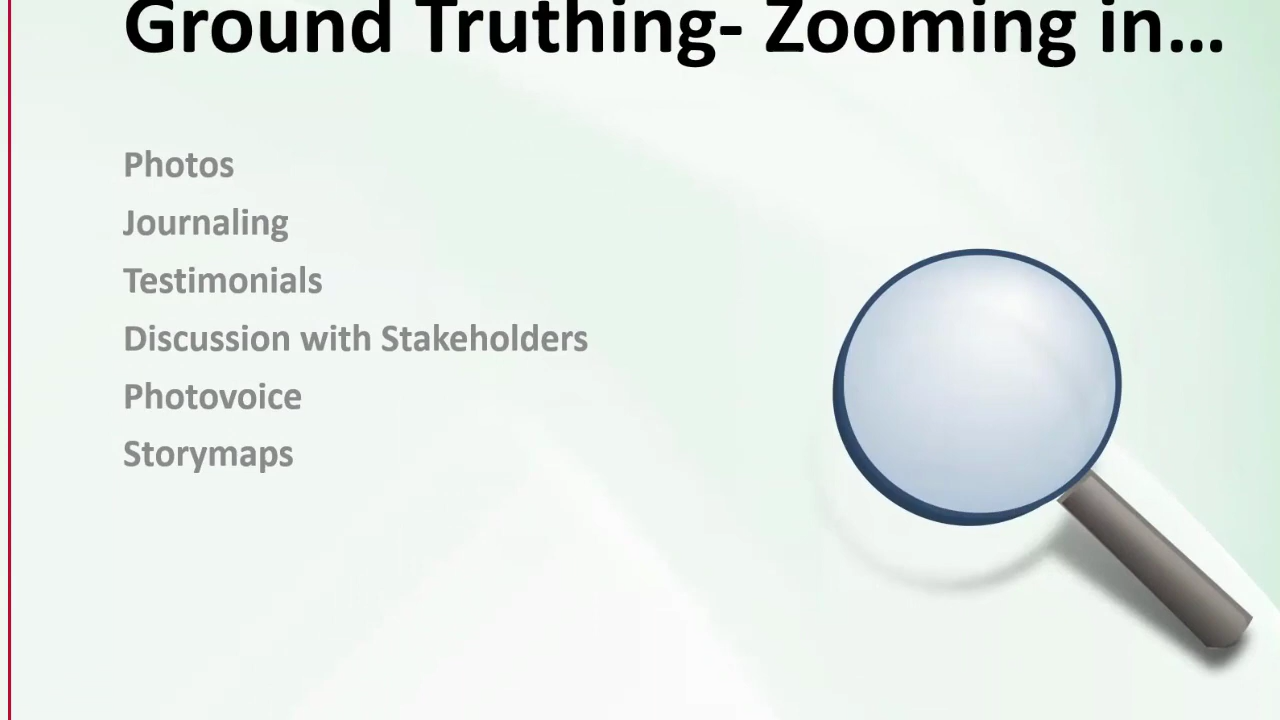 Ground Truthing- Zooming in...
Photos
Journaling
Testimonials
Discussion with Stakeholders
Photovoice
Storymaps